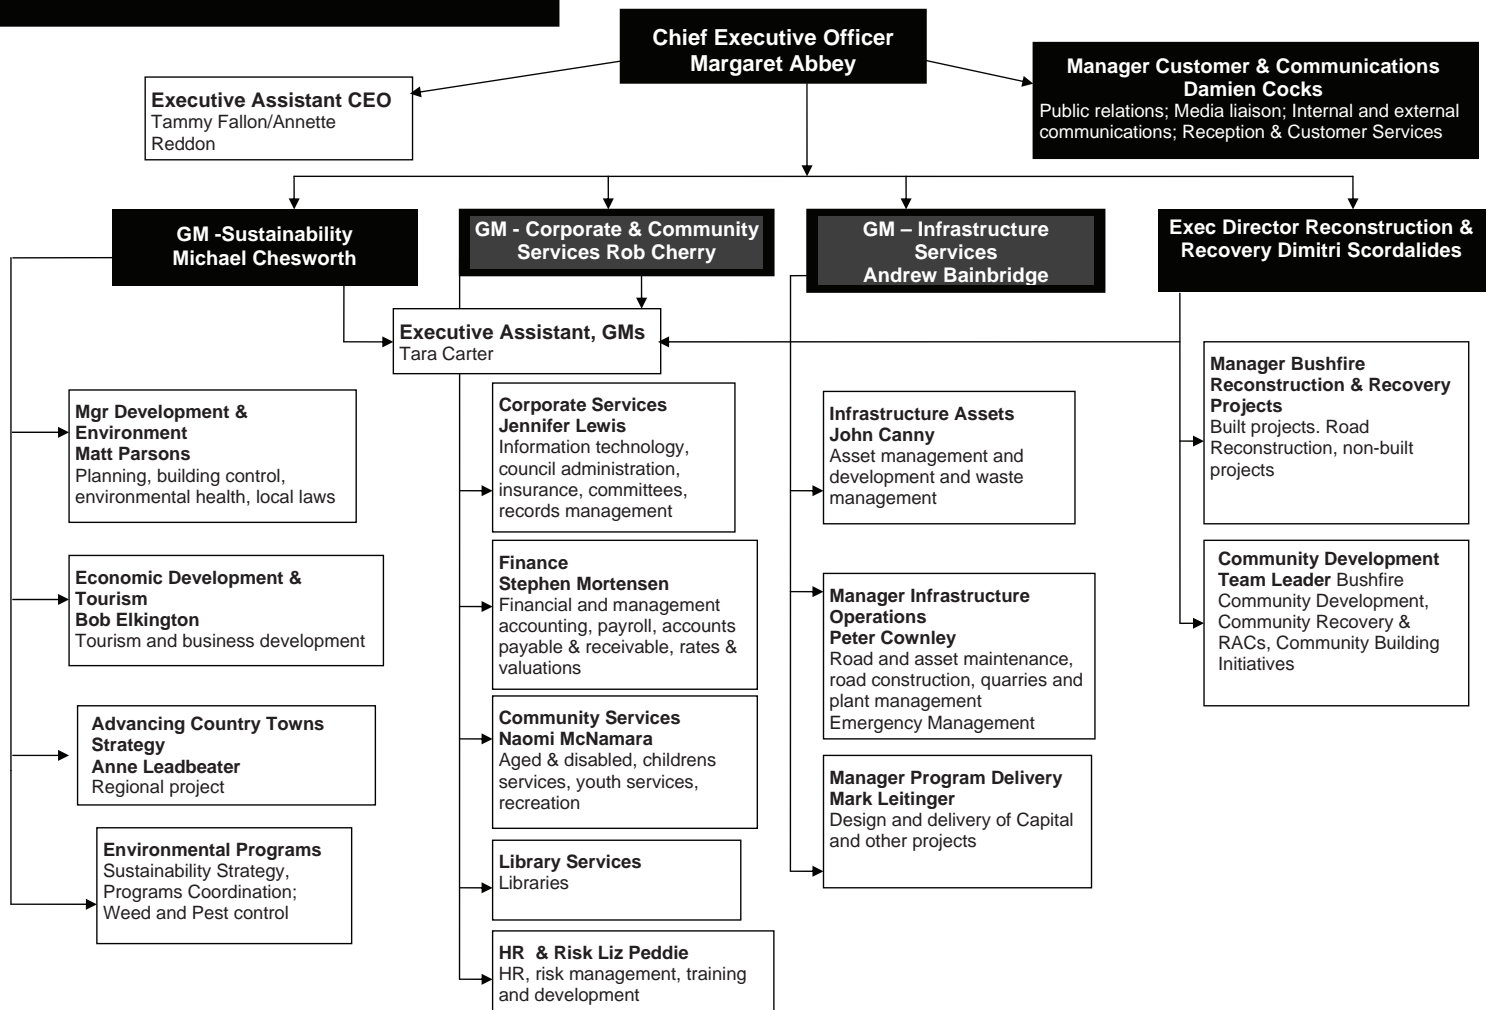 Chief Executive Officer
Margaret Abbey
Manager Customer & Communications
Damien Cocks
Public relations; Media liaison; Internal and external
communications; Reception & Customer Services
Executive Assistant CEO
Tammy Fallon/Annette
Reddon
GM -Sustainability
Michael Chesworth
GM - Corporate & Community
Services Rob Cherry
GM – Infrastructure
Services
Andrew Bainbridge
Exec Director Reconstruction &
Recovery Dimitri Scordalides
Executive Assistant, GMs
Tara Carter
Mgr Development &
Environment
Matt Parsons
Planning, building control,
environmental health, local laws
Economic Development &
Tourism
Bob Elkington
Tourism and business development
Advancing Country Towns
Strategy
Anne Leadbeater
Regional project
Environmental Programs
Sustainability Strategy,
Programs Coordination;
Weed and Pest control
Corporate Services
Jennifer Lewis
Information technology,
council administration,
insurance, committees,
records management
Finance
Stephen Mortensen
Financial and management
accounting, payroll, accounts
payable & receivable, rates &
valuations
Community Services
Naomi McNamara
Aged & disabled, childrens
services, youth services,
recreation
Library Services
Libraries
HR & Risk Liz Peddie
HR, risk management, training
and development
Infrastructure Assets
John Canny
Asset management and
development and waste
management
Manager Infrastructure
Operations
Peter Cownley
Road and asset maintenance,
road construction, quarries and
plant management
Emergency Management
Manager Program Delivery
Mark Leitinger
Design and delivery of Capital
and other projects
Manager Bushfire
Reconstruction & Recovery
Projects
Built projects. Road
Reconstruction, non-built
projects
Community Development
Team Leader Bushfire
Community Development,
Community Recovery &
RACs, Community Building
Initiatives